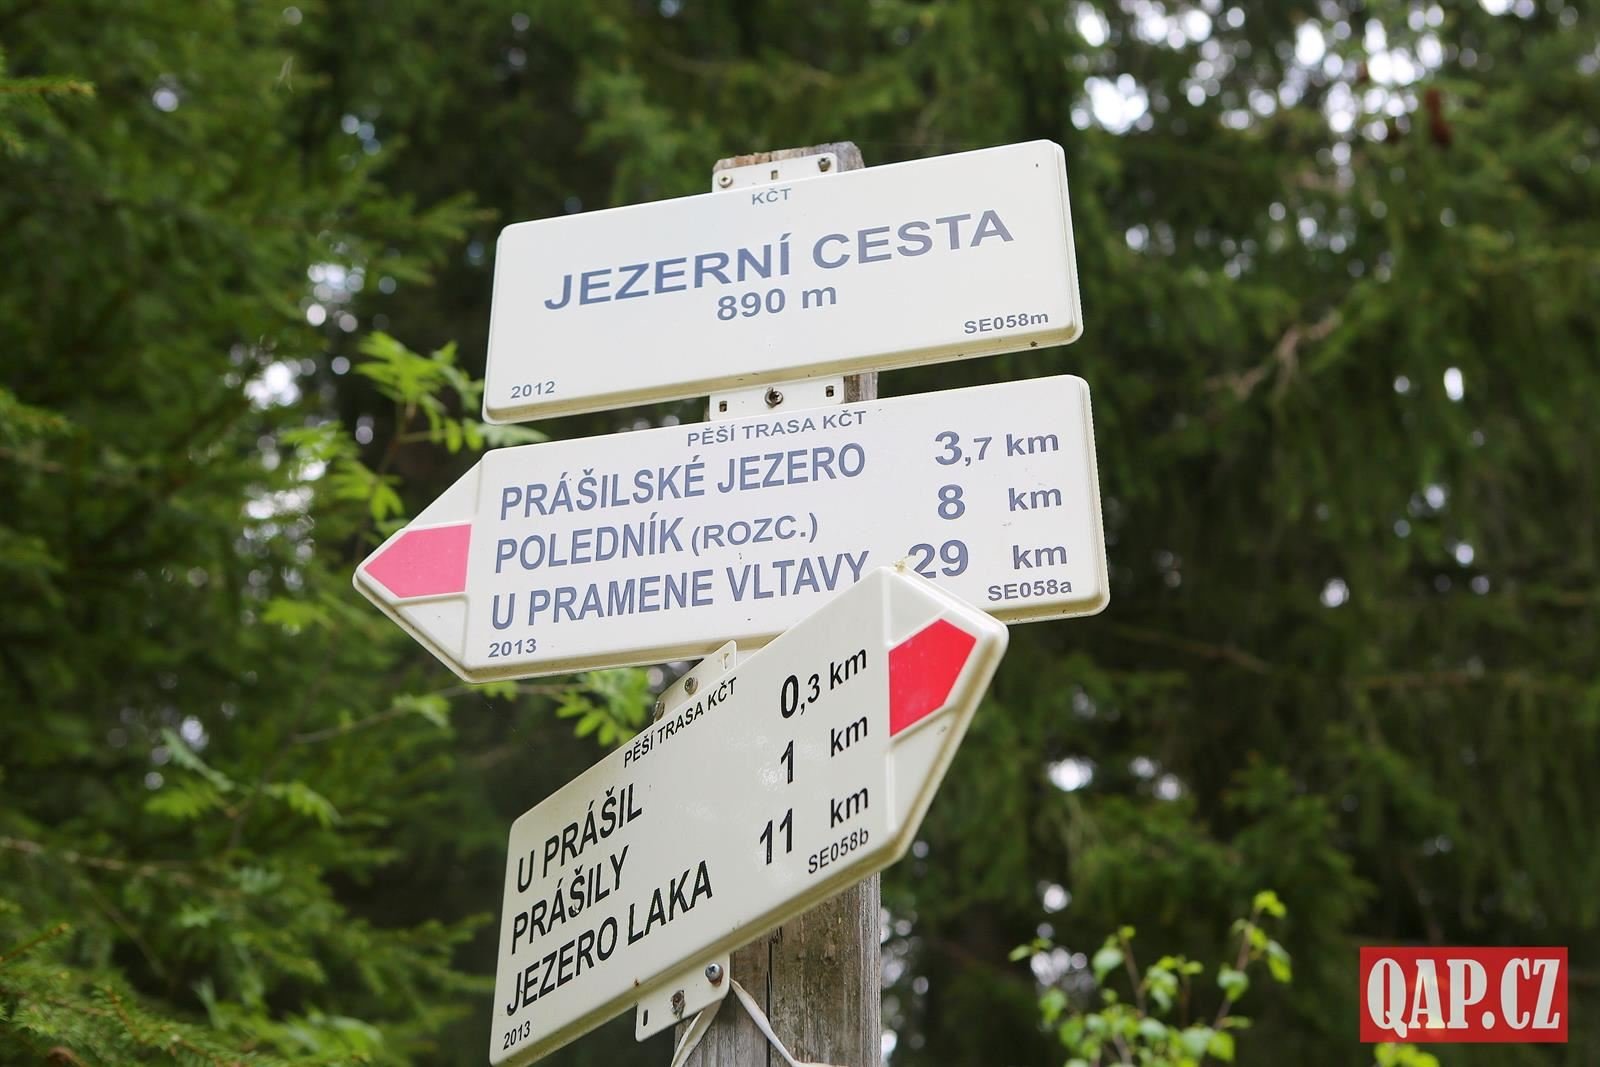 KČT
JEZERNÍ CESTA
890 m
SE058m
2012
PĚŠÍ TRASA KČT
PRÁŠILSKÉ JEZERO 3,7 km
POLEDNÍK (ROZC.) 8 km
U PRAMENE VLTAVY 29 km
SE058a
2013
PĚŠÍ TRASA KČT
U PRÁŠIL 0,3 km
PRÁŠILY 1 km
JEZERO LAKA 11 km
SE058b
2013
QAP.CZ